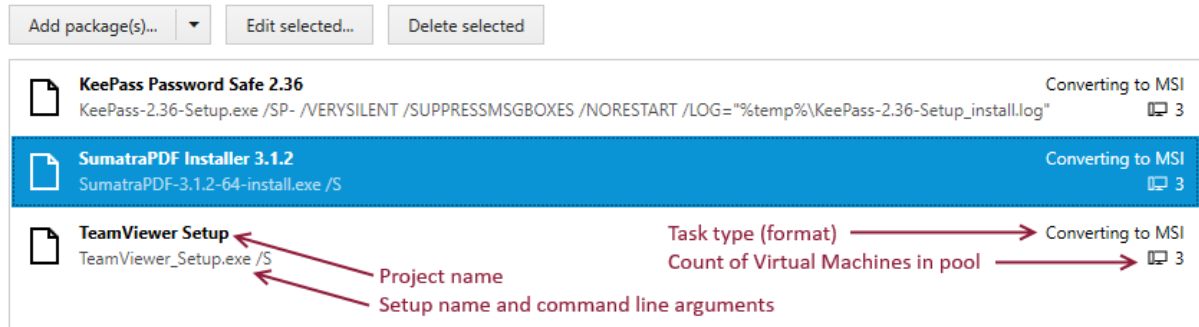 Add package(s)... Edit selected... Delete selected
KeePass Password Safe 2.36 Converting to MSI
KeePass-2.36-Setup.exe /SP- /VERYSILENT /SUPPRESSMSGBOXES /NORESTART /LOG="%temp%\KeePass-2.36-Setup_install.log" 3
SumatraPDF Installer 3.1.2 Converting to MSI
SumatraPDF-3.1.2-64-install.exe /S 3
TeamViewer Setup Task type (format) Converting to MSI
TeamViewer_Setup.exe /S Count of Virtual Machines in pool 3
Project name
Setup name and command line arguments